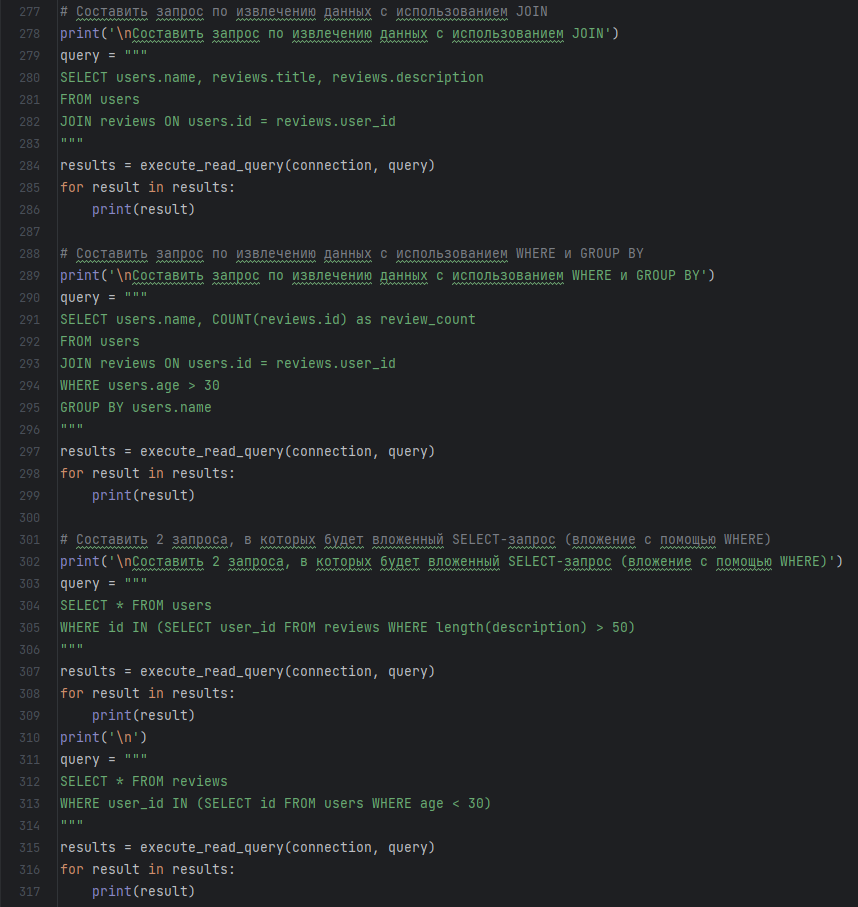 277 # Составить запрос по извлечению данных с использованием JOIN
278 print('\nСоставить запрос по извлечению данных с использованием JOIN')
279 query = """
280 SELECT users.name, reviews.title, reviews.description
281 FROM users
282 JOIN reviews ON users.id = reviews.user_id
283 """
284 results = execute_read_query(connection, query)
285 for result in results:
286     print(result)
287
288 # Составить запрос по извлечению данных с использованием WHERE и GROUP BY
289 print('\nСоставить запрос по извлечению данных с использованием WHERE и GROUP BY')
290 query = """
291 SELECT users.name, COUNT(reviews.id) as review_count
292 FROM users
293 JOIN reviews ON users.id = reviews.user_id
294 WHERE users.age > 30
295 GROUP BY users.name
296 """
297 results = execute_read_query(connection, query)
298 for result in results:
299     print(result)
300
301 # Составить 2 запроса, в которых будет вложенный SELECT-запрос (вложение с помощью WHERE)
302 print('\nСоставить 2 запроса, в которых будет вложенный SELECT-запрос (вложение с помощью WHERE)')
303 query = """
304 SELECT * FROM users
305 WHERE id IN (SELECT user_id FROM reviews WHERE length(description) > 50)
306 """
307 results = execute_read_query(connection, query)
308 for result in results:
309     print(result)
310 print('\n')
311 query = """
312 SELECT * FROM reviews
313 WHERE user_id IN (SELECT id FROM users WHERE age < 30)
314 """
315 results = execute_read_query(connection, query)
316 for result in results:
317     print(result)